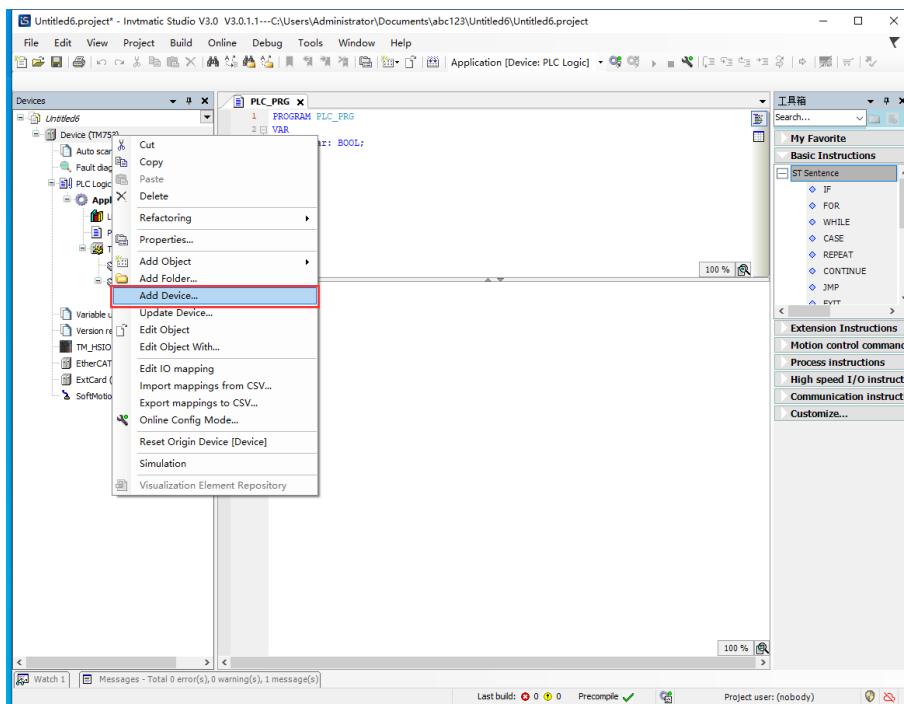 Untitled6.project* - Invtmatic Studio V3.0 V3.0.1.1---C:\Users\Administrator\Documents\abc123\Untitled6\Untitled6.project
File Edit View Project Build Online Debug Tools Window Help
Application [Device: PLC Logic]
Devices
Untitled6
Device (TM753)
Auto scan
Fault diag
PLC Logic
Appl
L
P
T
Variable u
Version re
TM_HSIO
EtherCAT
ExtCard (
SoftMotio
Cut
Copy
Paste
Delete
Refactoring
Properties...
Add Object
Add Folder...
Add Device...
Update Device...
Edit Object
Edit Object With...
Edit IO mapping
Import mappings from CSV...
Export mappings to CSV...
Online Config Mode...
Reset Origin Device [Device]
Simulation
Visualization Element Repository
PLC_PRG
1 PROGRAM PLC_PRG
2 VAR
ar: BOOL;
100 %
100 %
工具箱
Search...
My Favorite
Basic Instructions
ST Sentence
IF
FOR
WHILE
CASE
REPEAT
CONTINUE
JMP
EXIT
Extension Instructions
Motion control command
Process instructions
High speed I/O instruct
Communication instruct
Customize...
Watch 1 Messages - Total 0 error(s), 0 warning(s), 1 message(s)
Last build: 0 0 Precompile Project user: (nobody)